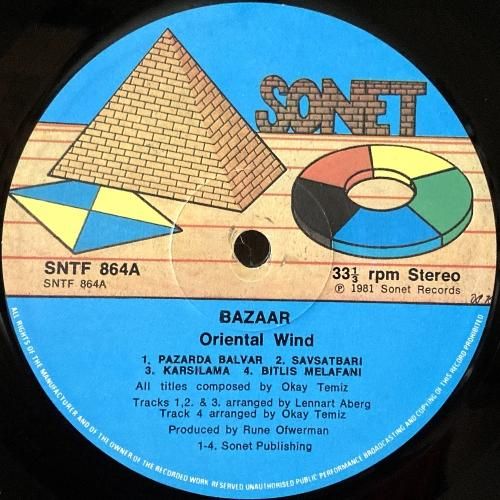 SONET
SNTF 864A
SNTF 864A
33⅓ rpm Stereo
Ⓟ 1981 Sonet Records
BAZAAR
Oriental Wind
1. PAZARDA BALVAR 2. SAVSATBARI
3. KARSILAMA 4. BITLIS MELAFANI
All titles composed by Okay Temiz
Tracks 1,2. & 3. arranged by Lennart Aberg
Track 4 arranged by Okay Temiz
Produced by Rune Ofwerman
1-4. Sonet Publishing
ALL RIGHTS OF THE MANUFACTURER AND OF THE OWNER OF THE RECORDED WORK RESERVED UNAUTHORISED PUBLIC PERFORMANCE BROADCASTING AND COPYING OF THIS RECORD PROHIBITED